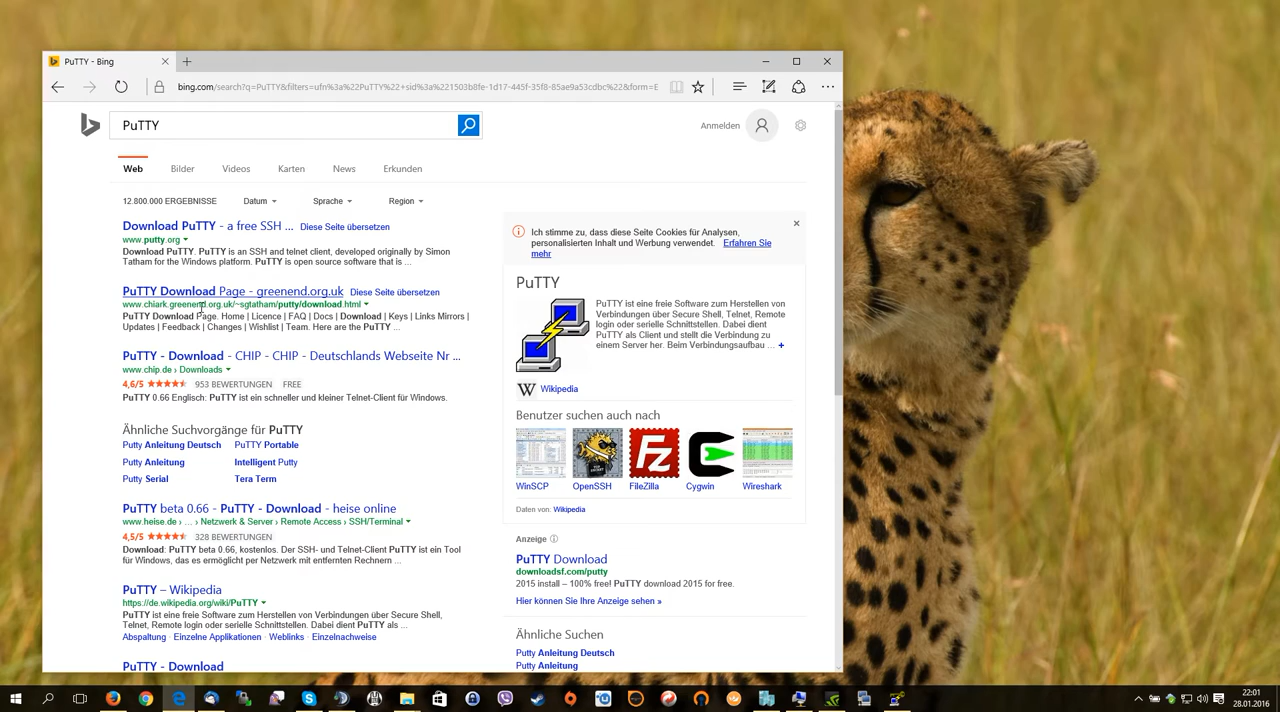 PuTTY - Bing
bing.com/search?q=PuTTY&filters=ufn%3a%22PuTTY%22+sid%3a%221503b8fe-1d17-445f-35f8-85ae9a53cdbc%22&form=E
PuTTY
Anmelden
Web Bilder Videos Karten News Erkunden
12.800.000 ERGEBNISSE Datum Sprache Region
Download PuTTY - a free SSH ... Diese Seite übersetzen
www.putty.org
Download PuTTY. PuTTY is an SSH and telnet client, developed originally by Simon
Tatham for the Windows platform. PuTTY is open source software that is ...
PuTTY Download Page - greenend.org.uk Diese Seite übersetzen
www.chiark.greenend.org.uk/~sgtatham/putty/download.html
PuTTY Download Page. Home | Licence | FAQ | Docs | Download | Keys | Links Mirrors |
Updates | Feedback | Changes | Wishlist | Team. Here are the PuTTY ...
PuTTY - Download - CHIP - CHIP - Deutschlands Webseite Nr ...
www.chip.de › Downloads
4,6/5 953 BEWERTUNGEN FREE
PuTTY 0.66 Englisch: PuTTY ist ein schneller und kleiner Telnet-Client für Windows.
Ähnliche Suchvorgänge für PuTTY
Putty Anleitung Deutsch PuTTY Portable
Putty Anleitung Intelligent Putty
Putty Serial Tera Term
PuTTY beta 0.66 - PuTTY - Download - heise online
www.heise.de › ... › Netzwerk & Server › Remote Access › SSH/Terminal
4,5/5 328 BEWERTUNGEN
Download: PuTTY beta 0.66, kostenlos. Der SSH- und Telnet-Client PuTTY ist ein Tool
für Windows, das es ermöglicht per Netzwerk mit entfernten Rechnern ...
PuTTY – Wikipedia
https://de.wikipedia.org/wiki/PuTTY
PuTTY ist eine freie Software zum Herstellen von Verbindungen über Secure Shell,
Telnet, Remote login oder serielle Schnittstellen. Dabei dient PuTTY als ...
Abspaltung · Einzelne Applikationen · Weblinks · Einzelnachweise
PuTTY - Download
Ich stimme zu, dass diese Seite Cookies für Analysen,
personalisierten Inhalt und Werbung verwendet. Erfahren Sie
mehr
PuTTY
PuTTY ist eine freie Software zum Herstellen von
Verbindungen über Secure Shell, Telnet, Remote
login oder serielle Schnittstellen. Dabei dient
PuTTY als Client und stellt die Verbindung zu
einem Server her. Beim Verbindungsaufbau ... +
W Wikipedia
Benutzer suchen auch nach
WinSCP OpenSSH FileZilla Cygwin Wireshark
Daten von: Wikipedia
Anzeige
PuTTY Download
downloadsf.com/putty
2015 install – 100% free! PuTTY download 2015 for free.
Hier können Sie Ihre Anzeige sehen »
Ähnliche Suchen
Putty Anleitung Deutsch
Putty Anleitung
22:01
28.01.2016